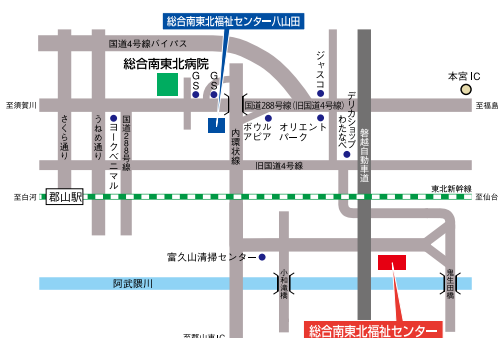 総合南東北福祉センター八山田
国道4号線バイパス
総合南東北病院
GS
GS
ジャスコ
本宮IC
至須賀川
国道288号線(旧国道4号線)
至福島
デリカショップ
わたなべ
さくら通り
うねめ通り
ヨークベニマル
国道288号線
内環状線
ボウル
アピア
オリエント
パーク
磐越自動車道
旧国道4号線
東北新幹線
至白河
郡山駅
至仙台
富久山清掃センター
阿武隈川
小和滝橋
鬼生田橋
総合南東北福祉センター
至郡山東IC